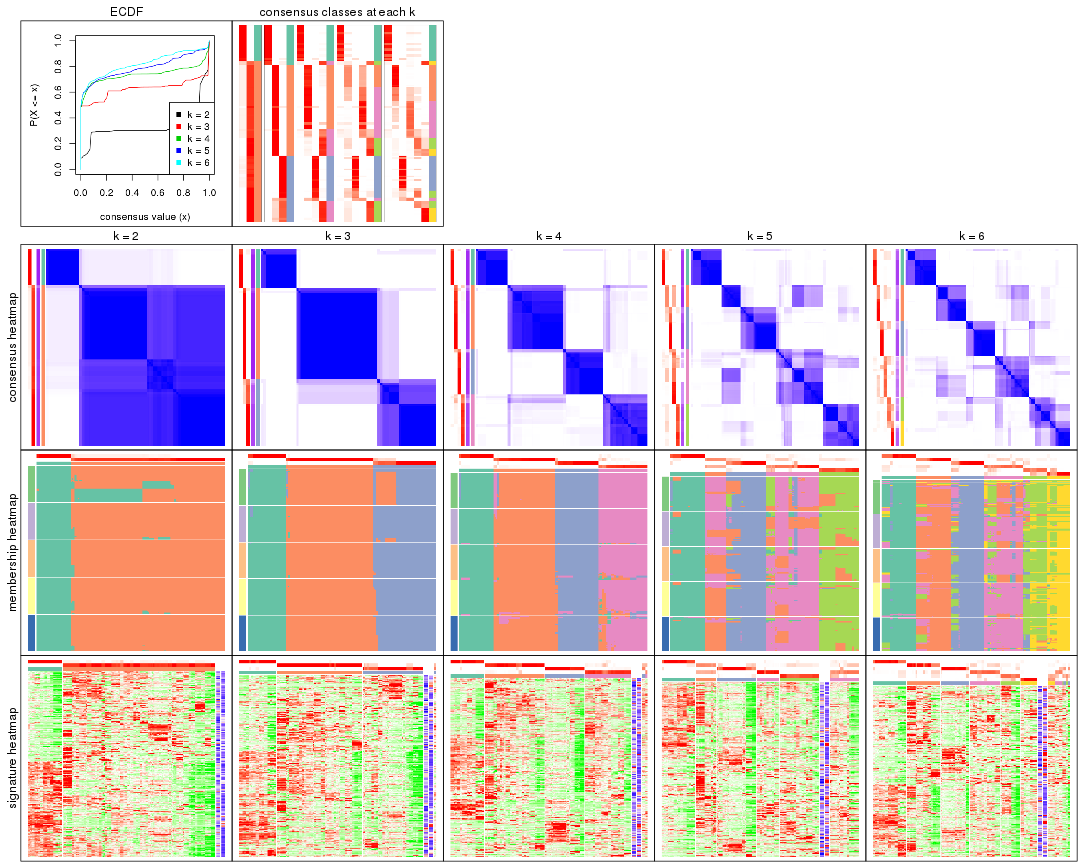 ECDF
consensus classes at each k
P(X <= x)
0.0 0.2 0.4 0.6 0.8 1.0
k = 2
k = 3
k = 4
k = 5
k = 6
0.0 0.2 0.4 0.6 0.8 1.0
consensus value (x)
k = 2 k = 3 k = 4 k = 5 k = 6
consensus heatmap
membership heatmap
signature heatmap